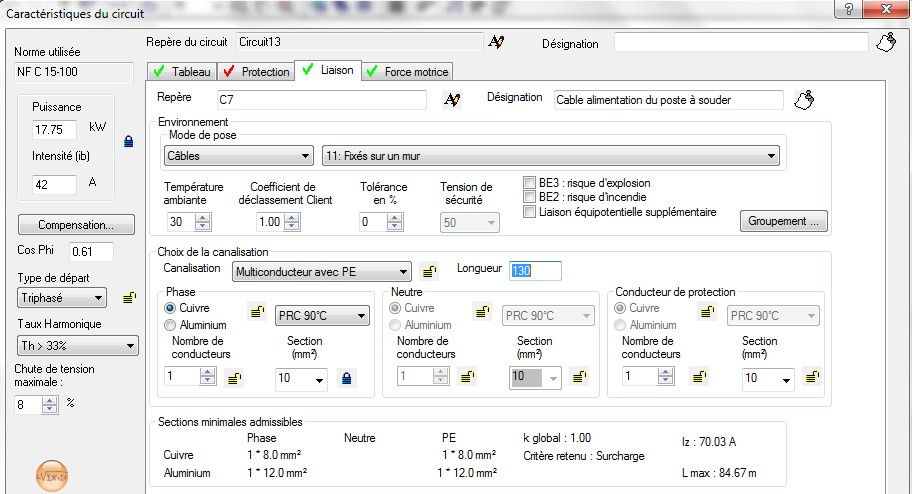 Caractéristiques du circuit
Repère du circuit Circuit13 Désignation
Norme utilisée
NF C 15-100
Tableau Protection Liaison Force motrice
Repère C7 Désignation Cable alimentation du poste à souder
Puissance
17.75 kW
Intensité (ib)
42 A
Compensation...
Cos Phi 0.61
Type de départ
Triphasé
Taux Harmonique
Th > 33%
Chute de tension
maximale :
8 %
Environnement
Mode de pose
Câbles 11: Fixés sur un mur
Température
ambiante
30
Coefficient de
déclassement Client
1.00
Tolérance
en %
0
Tension de
sécurité
50
BE3 : risque d'explosion
BE2 : risque d'incendie
Liaison équipotentielle supplémentaire
Groupement ...
Choix de la canalisation
Canalisation Multiconducteur avec PE Longueur 130
Phase
Cuivre PRC 90°C
Aluminium
Nombre de
conducteurs
1
Section
(mm²)
10
Neutre
Cuivre PRC 90°C
Aluminium
Nombre de
conducteurs
1
Section
(mm²)
10
Conducteur de protection
Cuivre PRC 90°C
Aluminium
Nombre de
conducteurs
1
Section
(mm²)
10
Sections minimales admissibles
Phase Neutre PE k global : 1.00 Iz : 70.03 A
Cuivre 1 * 8.0 mm² 1 * 8.0 mm² Critère retenu : Surcharge
Aluminium 1 * 12.0 mm² 1 * 12.0 mm² L max : 84.67 m